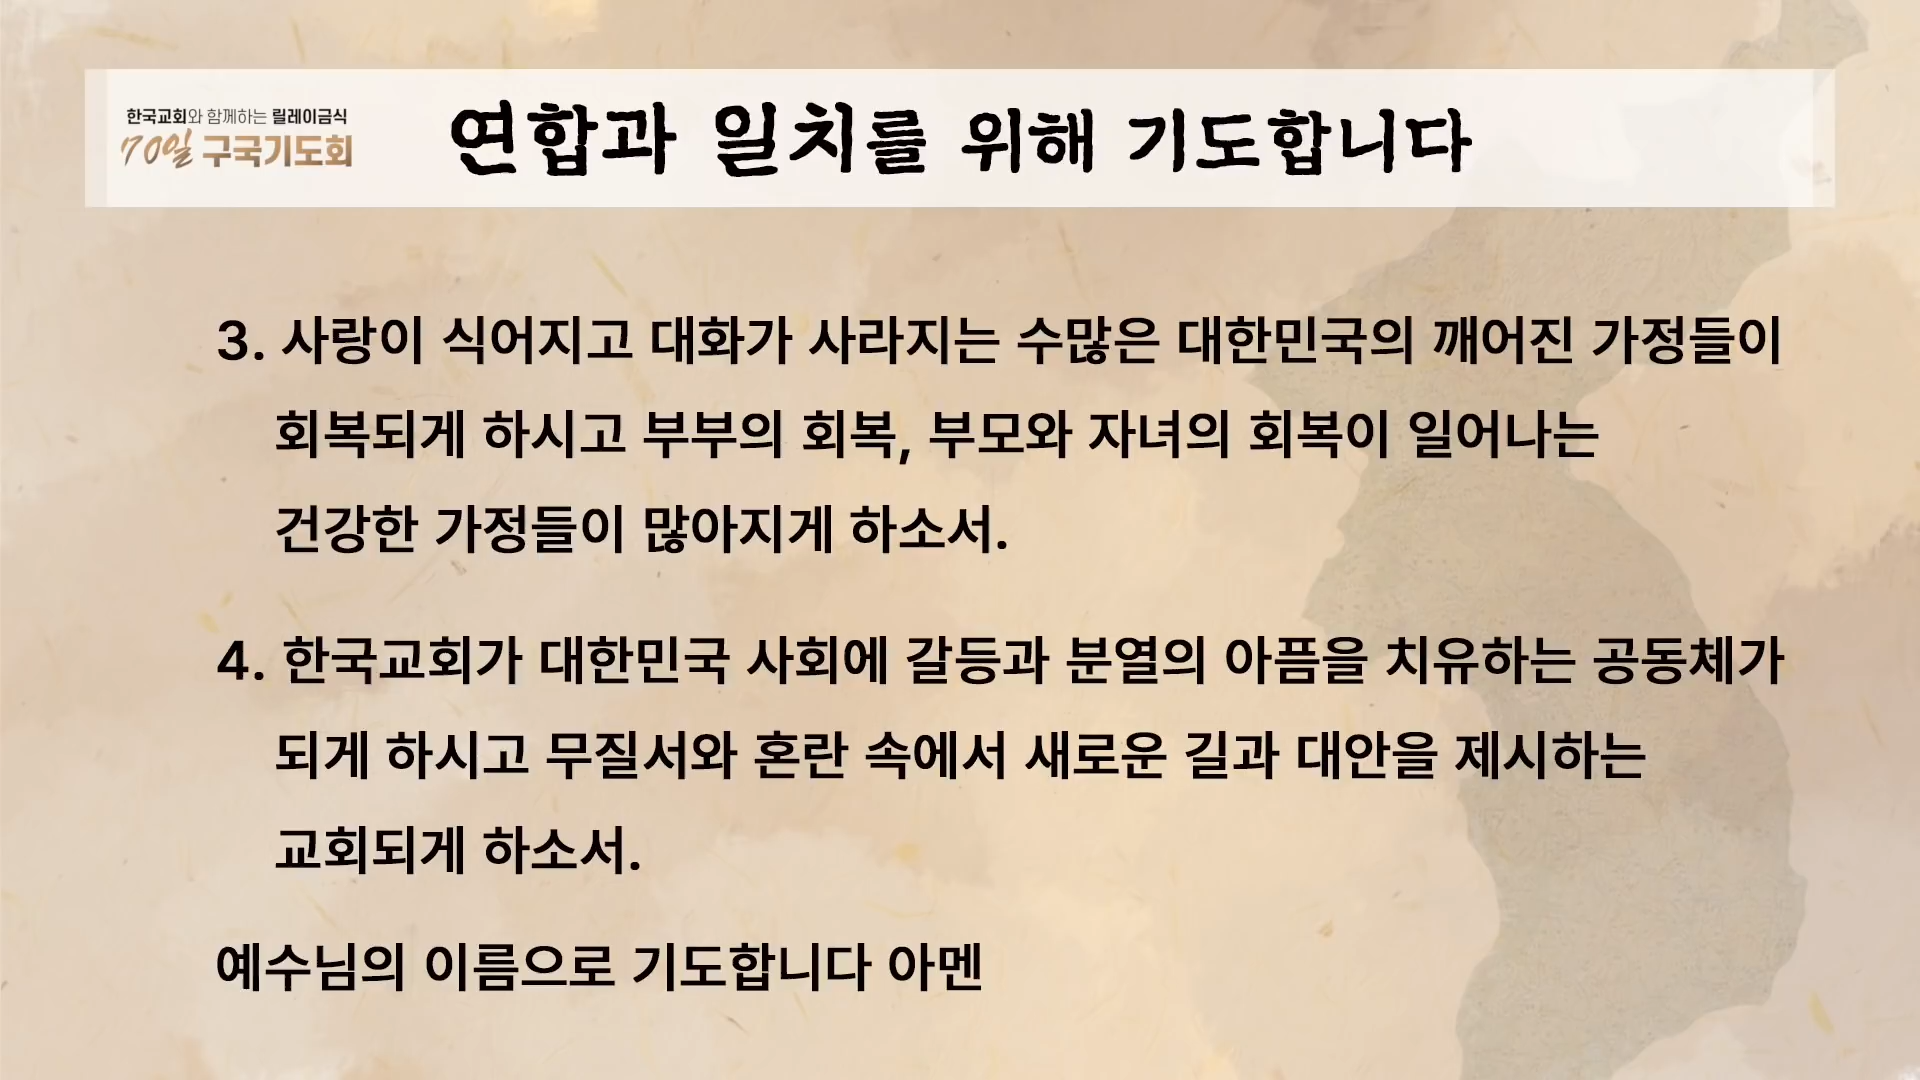 한국교회와 함께하는 릴레이금식
70일 구국기도회
연합과 일치를 위해 기도합니다
3. 사랑이 식어지고 대화가 사라지는 수많은 대한민국의 깨어진 가정들이
회복되게 하시고 부부의 회복, 부모와 자녀의 회복이 일어나는
건강한 가정들이 많아지게 하소서.
4. 한국교회가 대한민국 사회에 갈등과 분열의 아픔을 치유하는 공동체가
되게 하시고 무질서와 혼란 속에서 새로운 길과 대안을 제시하는
교회되게 하소서.
예수님의 이름으로 기도합니다 아멘